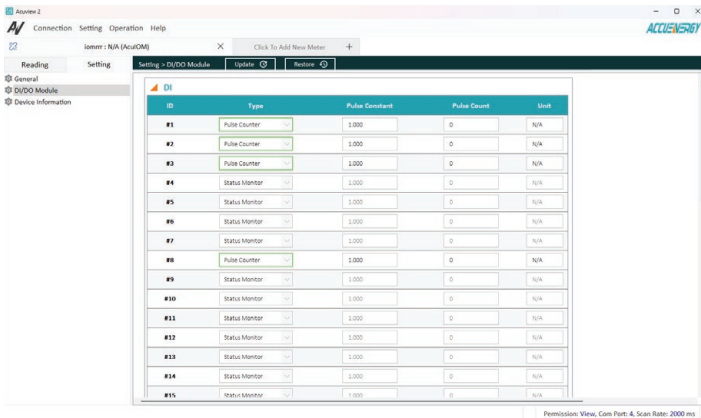 Acuview 2
Connection Setting Operation Help
ACCUENERGY
iomrr : N/A (AcuIOM) × Click To Add New Meter +
Reading Setting Setting > DI/DO Module Update Restore
General
DI/DO Module
Device Information
DI
ID Type Pulse Constant Pulse Count Unit
#1 Pulse Counter 1.000 0 N/A
#2 Pulse Counter 1.000 0 N/A
#3 Pulse Counter 1.000 0 N/A
#4 Status Monitor 1.000 0 N/A
#5 Status Monitor 1.000 0 N/A
#6 Status Monitor 1.000 0 N/A
#7 Status Monitor 1.000 0 N/A
#8 Pulse Counter 1.000 0 N/A
#9 Status Monitor 1.000 0 N/A
#10 Status Monitor 1.000 0 N/A
#11 Status Monitor 1.000 0 N/A
#12 Status Monitor 1.000 0 N/A
#13 Status Monitor 1.000 0 N/A
#14 Status Monitor 1.000 0 N/A
#15 Status Monitor 1.000 0 N/A
Permission: View, Com Port: 4, Scan Rate: 2000 ms